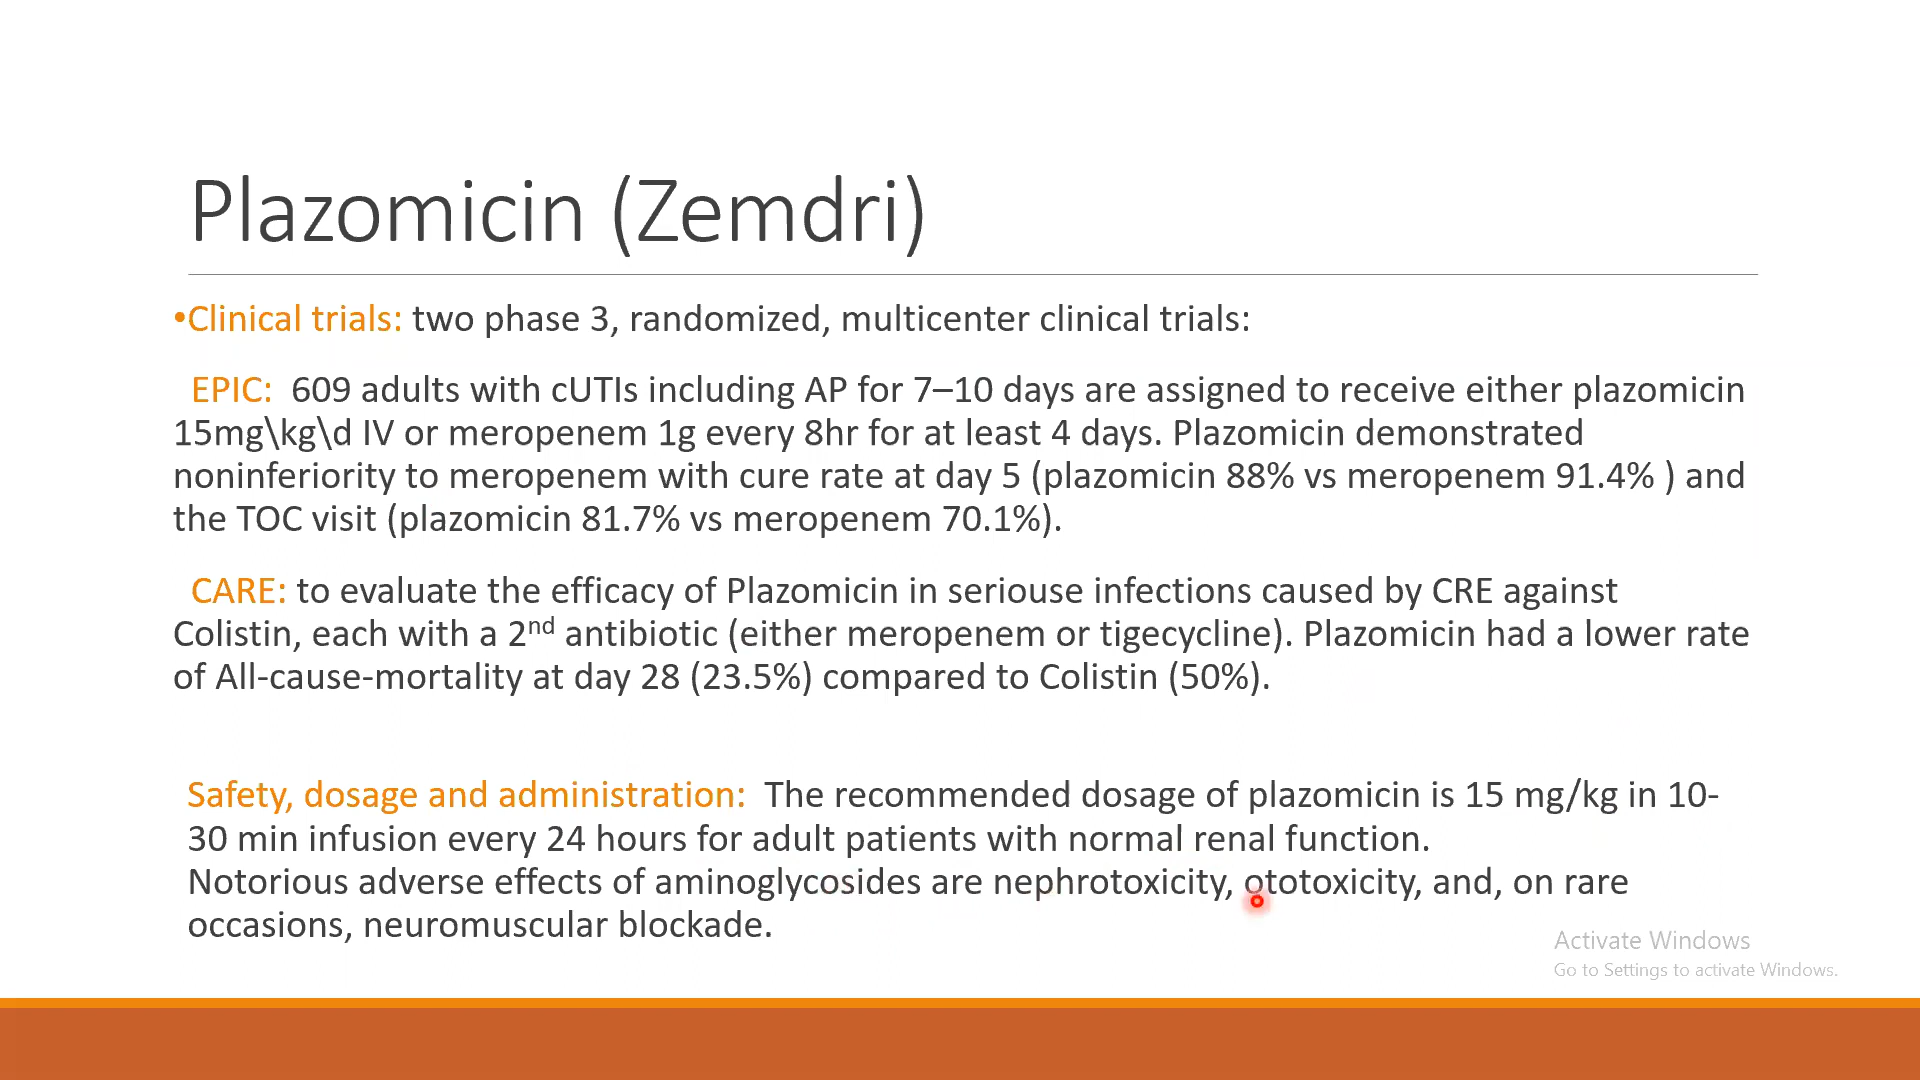 Plazomicin (Zemdri)
•Clinical trials: two phase 3, randomized, multicenter clinical trials:
EPIC: 609 adults with cUTIs including AP for 7–10 days are assigned to receive either plazomicin
15mg\kg\d IV or meropenem 1g every 8hr for at least 4 days. Plazomicin demonstrated
noninferiority to meropenem with cure rate at day 5 (plazomicin 88% vs meropenem 91.4% ) and
the TOC visit (plazomicin 81.7% vs meropenem 70.1%).
CARE: to evaluate the efficacy of Plazomicin in seriouse infections caused by CRE against
Colistin, each with a 2nd antibiotic (either meropenem or tigecycline). Plazomicin had a lower rate
of All-cause-mortality at day 28 (23.5%) compared to Colistin (50%).
Safety, dosage and administration: The recommended dosage of plazomicin is 15 mg/kg in 10-
30 min infusion every 24 hours for adult patients with normal renal function.
Notorious adverse effects of aminoglycosides are nephrotoxicity, ototoxicity, and, on rare
occasions, neuromuscular blockade.
Activate Windows
Go to Settings to activate Windows.